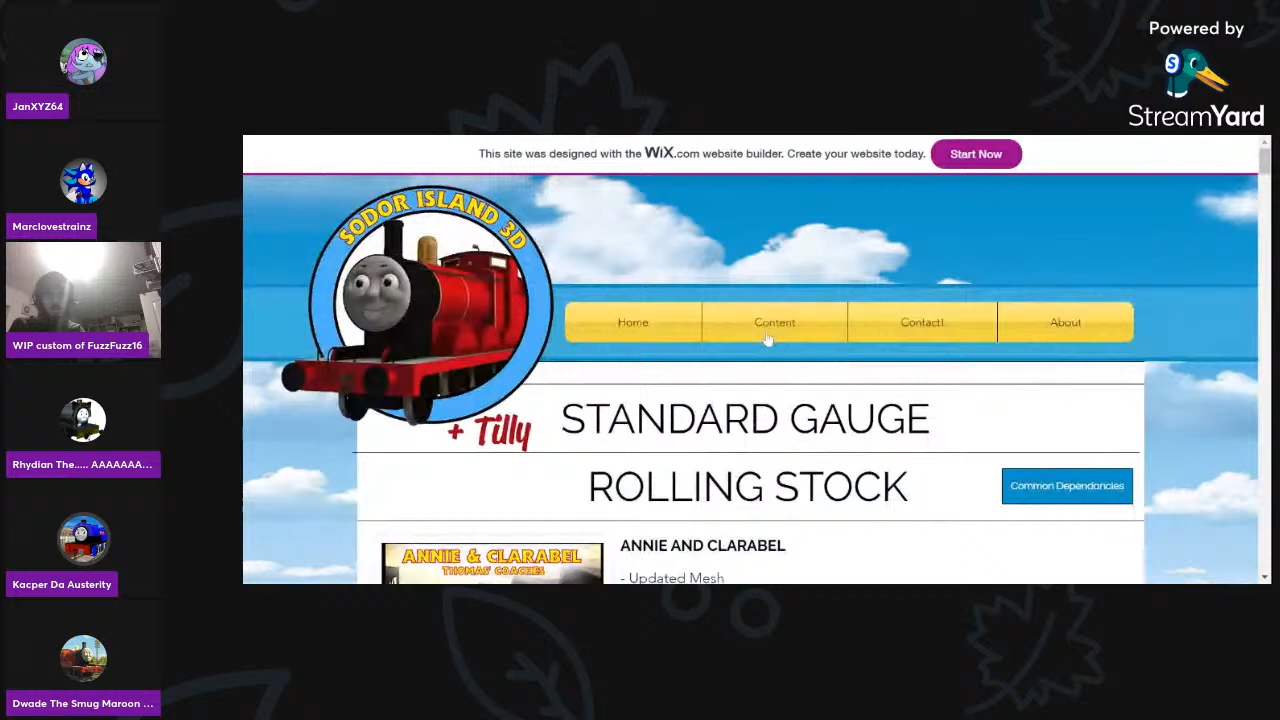 JanXYZ64
Marclovestrainz
WIP custom of FuzzFuzz16
Rhydian The..... AAAAAAA...
Kacper Da Austerity
Dwade The Smug Maroon ...
Powered by
S
StreamYard
This site was designed with the WiX.com website builder. Create your website today.
Start Now
SODOR ISLAND 3D
+ Tilly
Home
Content
Contact!
About
STANDARD GAUGE
ROLLING STOCK
Common Dependancies
ANNIE & CLARABEL
THOMAS' COACHES
ANNIE AND CLARABEL
- Updated Mesh